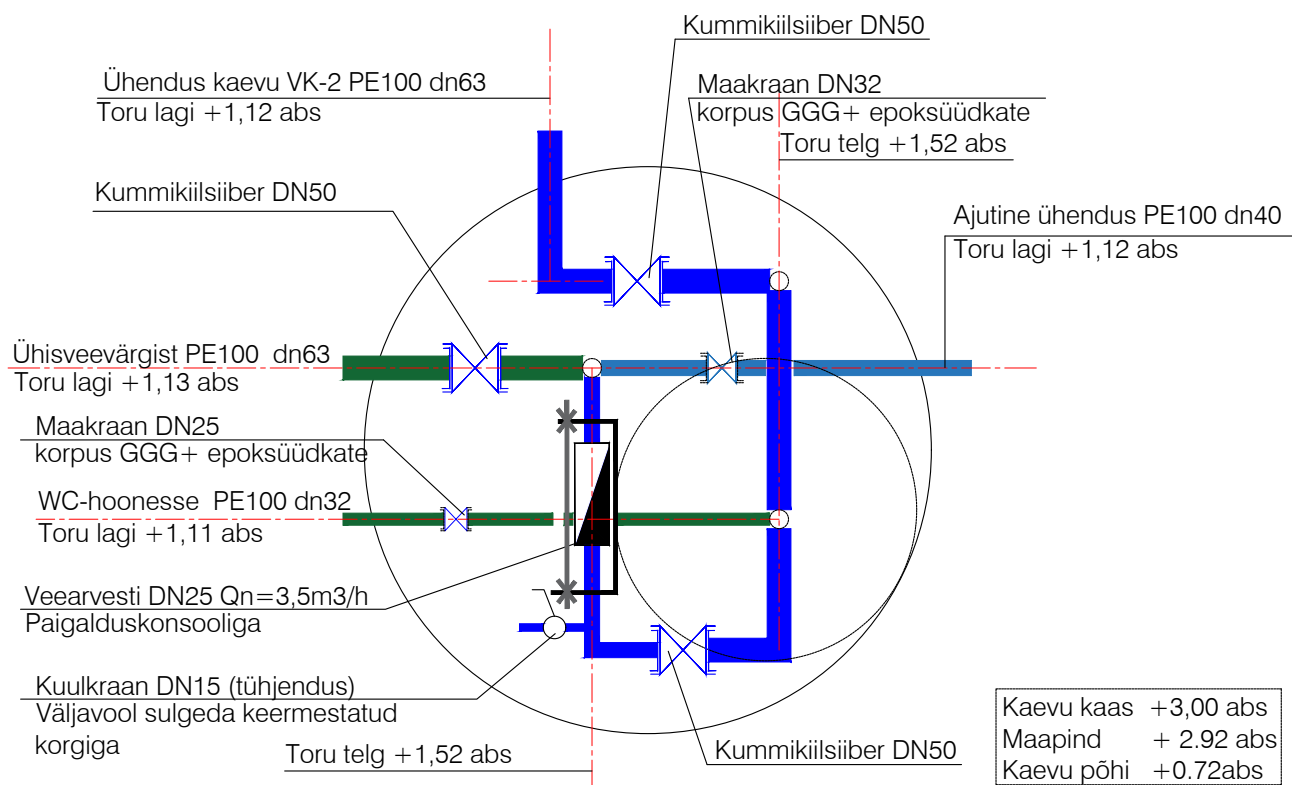 Kummikiilsiiber DN50
Ühendus kaevu VK-2 PE100 dn63
Toru lagi +1,12 abs
Maakraan DN32
korpus GGG+ epoksüüdkate
Toru telg +1,52 abs
Kummikiilsiiber DN50
Ajutine ühendus PE100 dn40
Toru lagi +1,12 abs
Ühisveevärgist PE100 dn63
Toru lagi +1,13 abs
Maakraan DN25
korpus GGG+ epoksüüdkate
WC-hoonesse PE100 dn32
Toru lagi +1,11 abs
Veearvesti DN25 Qn=3,5m3/h
Paigalduskonsooliga
Kuulkraan DN15 (tühjendus)
Väljavool sulgeda keermestatud
korgiga
Toru telg +1,52 abs
Kummikiilsiiber DN50
Kaevu kaas +3,00 abs
Maapind + 2.92 abs
Kaevu põhi +0.72abs